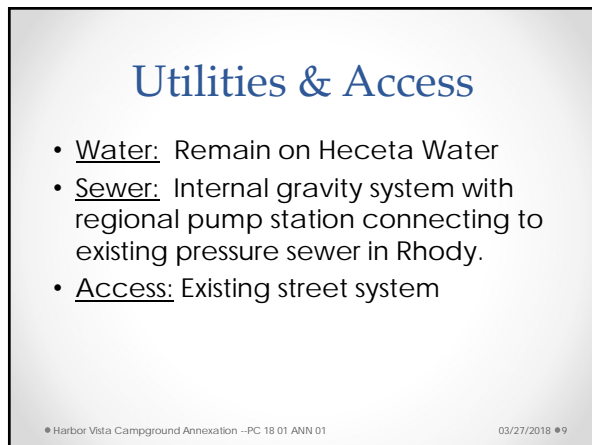 Utilities & Access
• Water: Remain on Heceta Water
• Sewer: Internal gravity system with
regional pump station connecting to
existing pressure sewer in Rhody.
• Access: Existing street system
• Harbor Vista Campground Annexation --PC 18 01 ANN 01 03/27/2018 •9